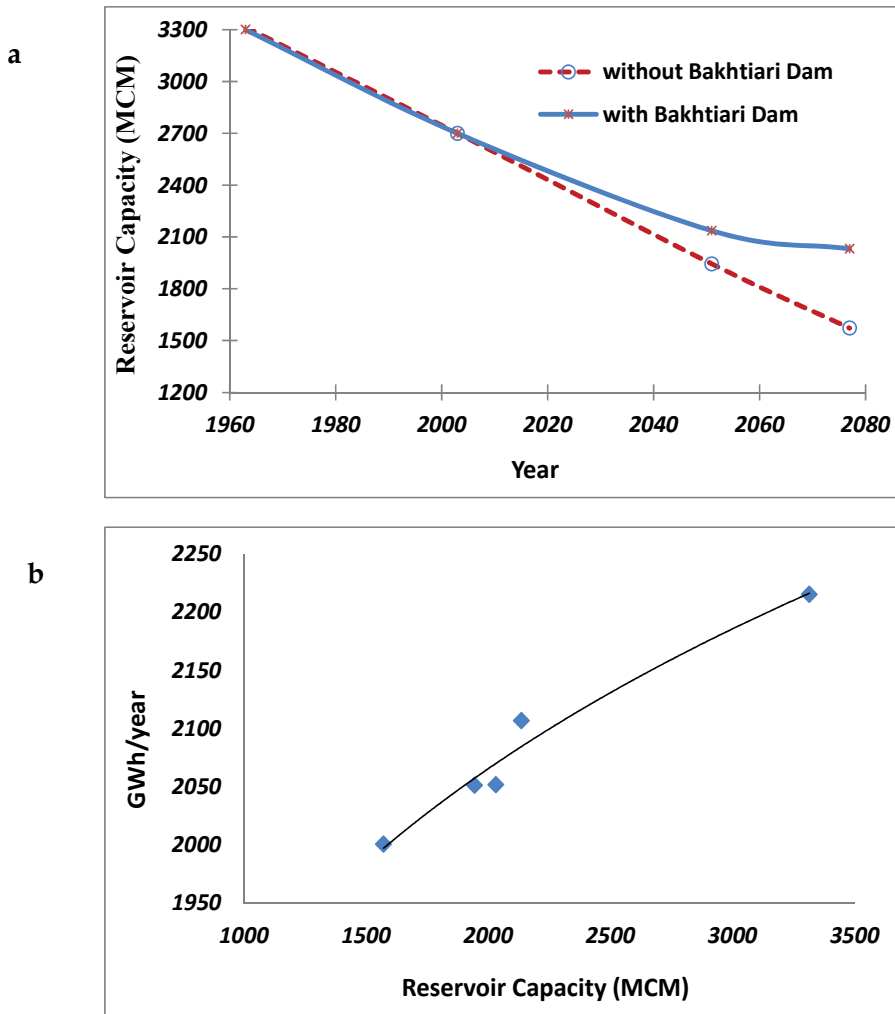 a
3300
3000
2700
2400
2100
1800
1500
1200
Reservoir Capacity (MCM)
without Bakhtiari Dam
with Bakhtiari Dam
1960 1980 2000 2020 2040 2060 2080
Year
b
2250
2200
2150
2100
2050
2000
1950
GWh/year
1000 1500 2000 2500 3000 3500
Reservoir Capacity (MCM)